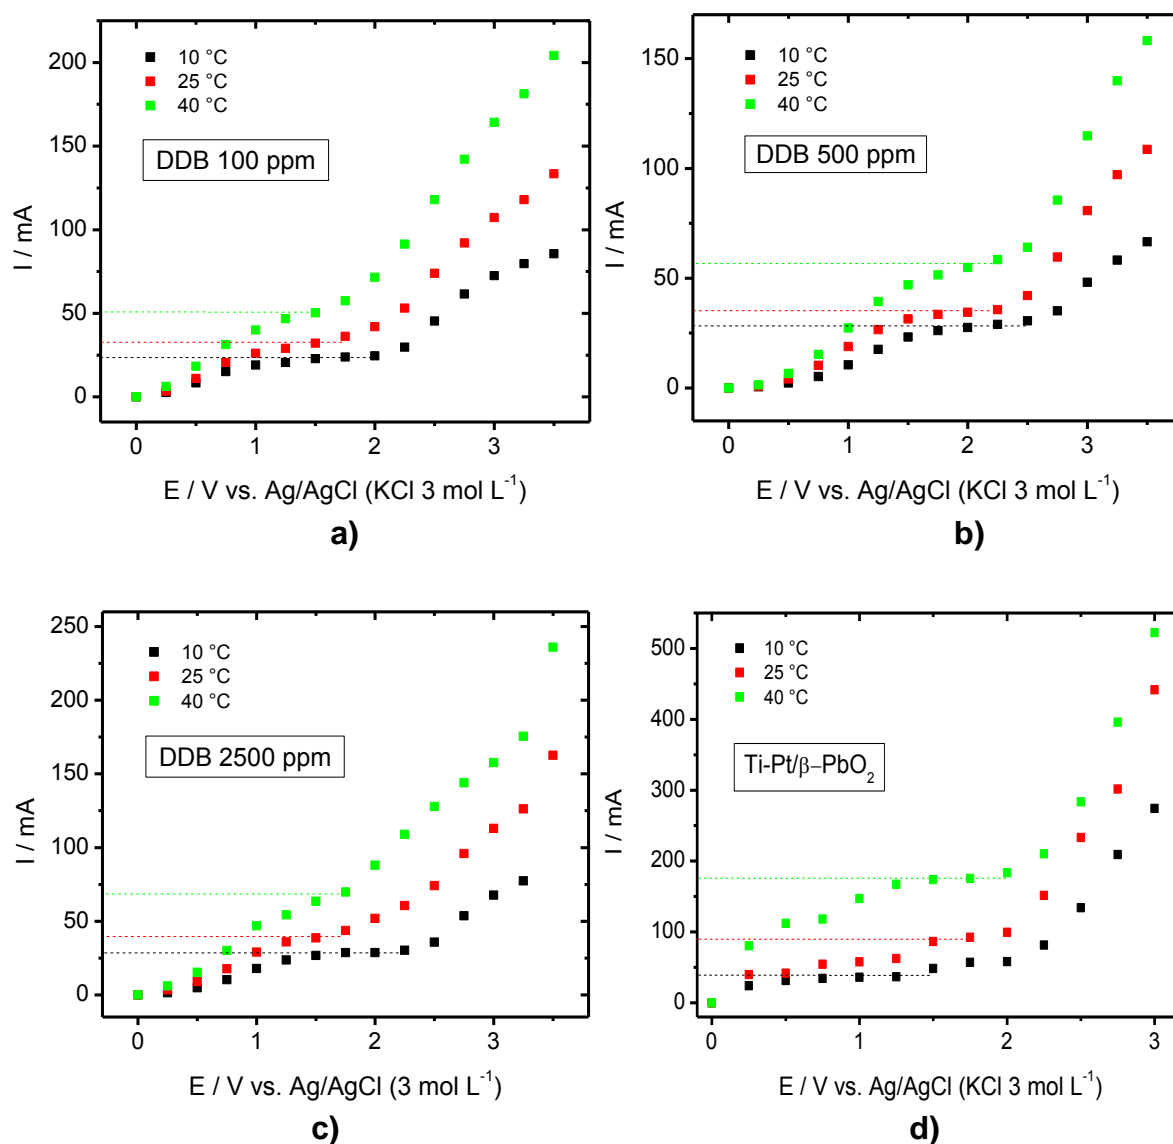 200
150
100
50
0
I / mA
10 °C
25 °C
40 °C
DDB 100 ppm
0 1 2 3
E / V vs. Ag/AgCl (KCl 3 mol L⁻¹)
a)
150
100
50
0
I / mA
10 °C
25 °C
40 °C
DDB 500 ppm
0 1 2 3
E / V vs. Ag/AgCl (KCl 3 mol L⁻¹)
b)
250
200
150
100
50
0
I / mA
10 °C
25 °C
40 °C
DDB 2500 ppm
0 1 2 3
E / V vs. Ag/AgCl (3 mol L⁻¹)
c)
500
400
300
200
100
0
I / mA
10 °C
25 °C
40 °C
Ti-Pt/β–PbO₂
0 1 2 3
E / V vs. Ag/AgCl (KCl 3 mol L⁻¹)
d)